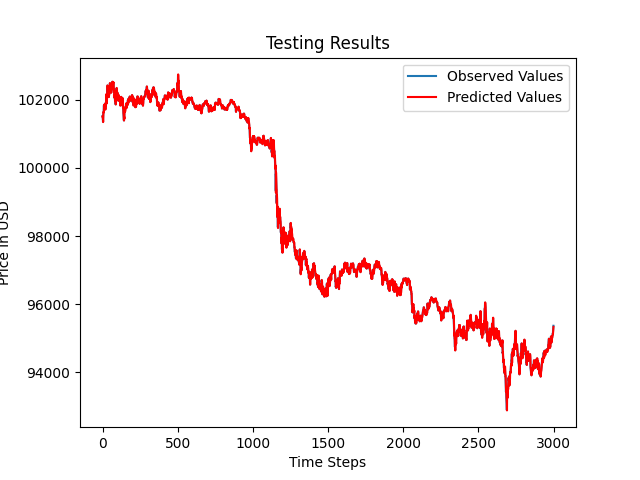 Testing Results
Observed Values
Predicted Values
102000
100000
98000
96000
94000
Price in USD
0 500 1000 1500 2000 2500 3000
Time Steps